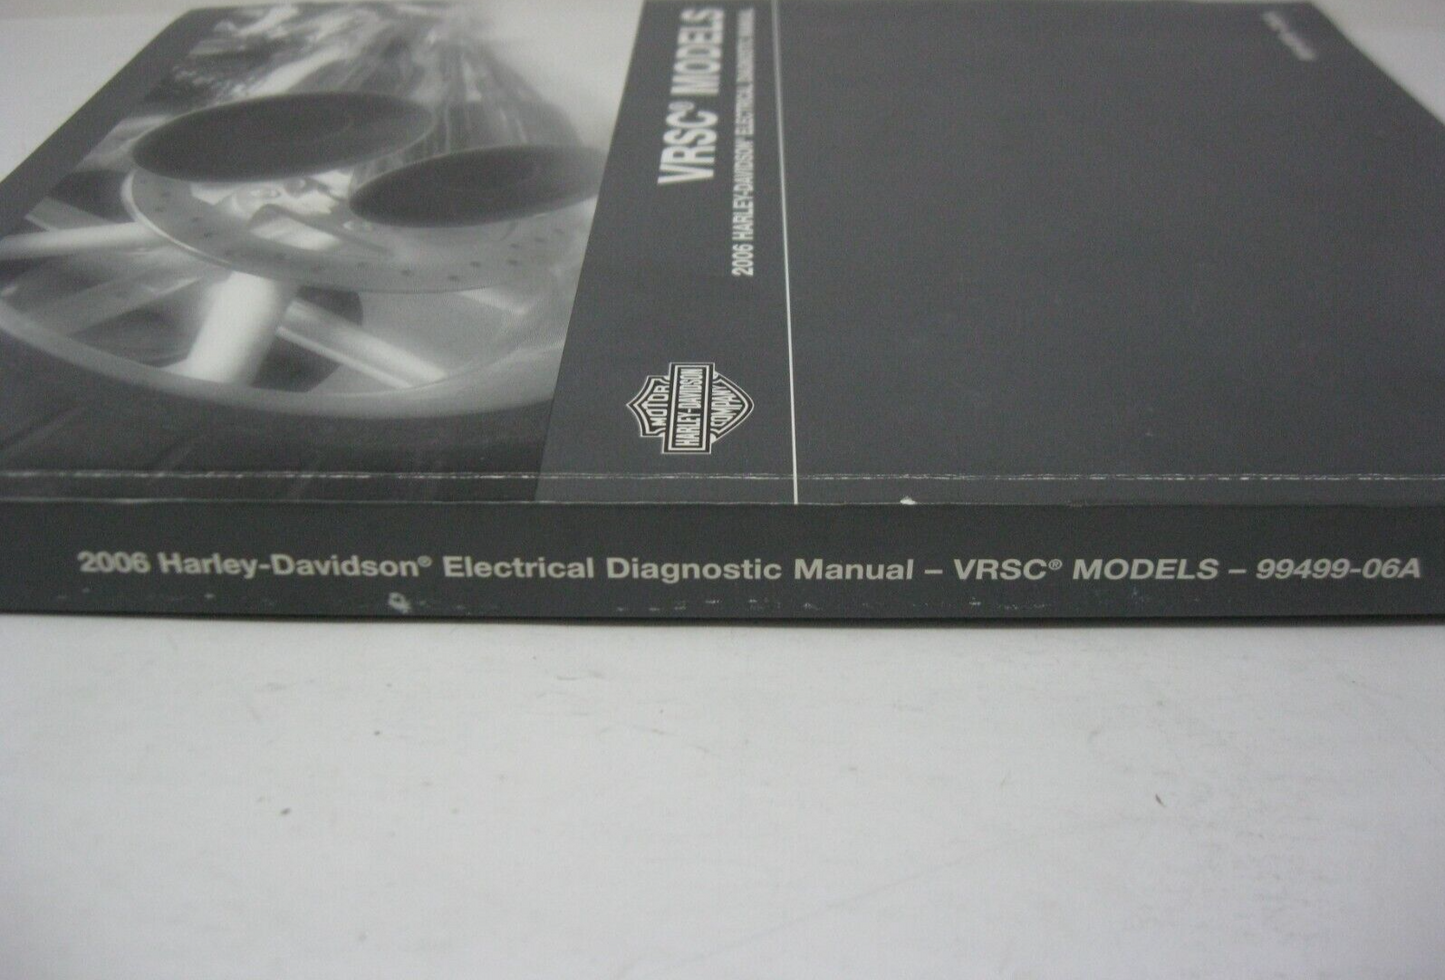 VRSC® MODELS
2006 HARLEY-DAVIDSON® ELECTRICAL DIAGNOSTIC MANUAL
MOTOR
HARLEY-DAVIDSON
COMPANY
2006 Harley-Davidson® Electrical Diagnostic Manual – VRSC® MODELS – 99499-06A